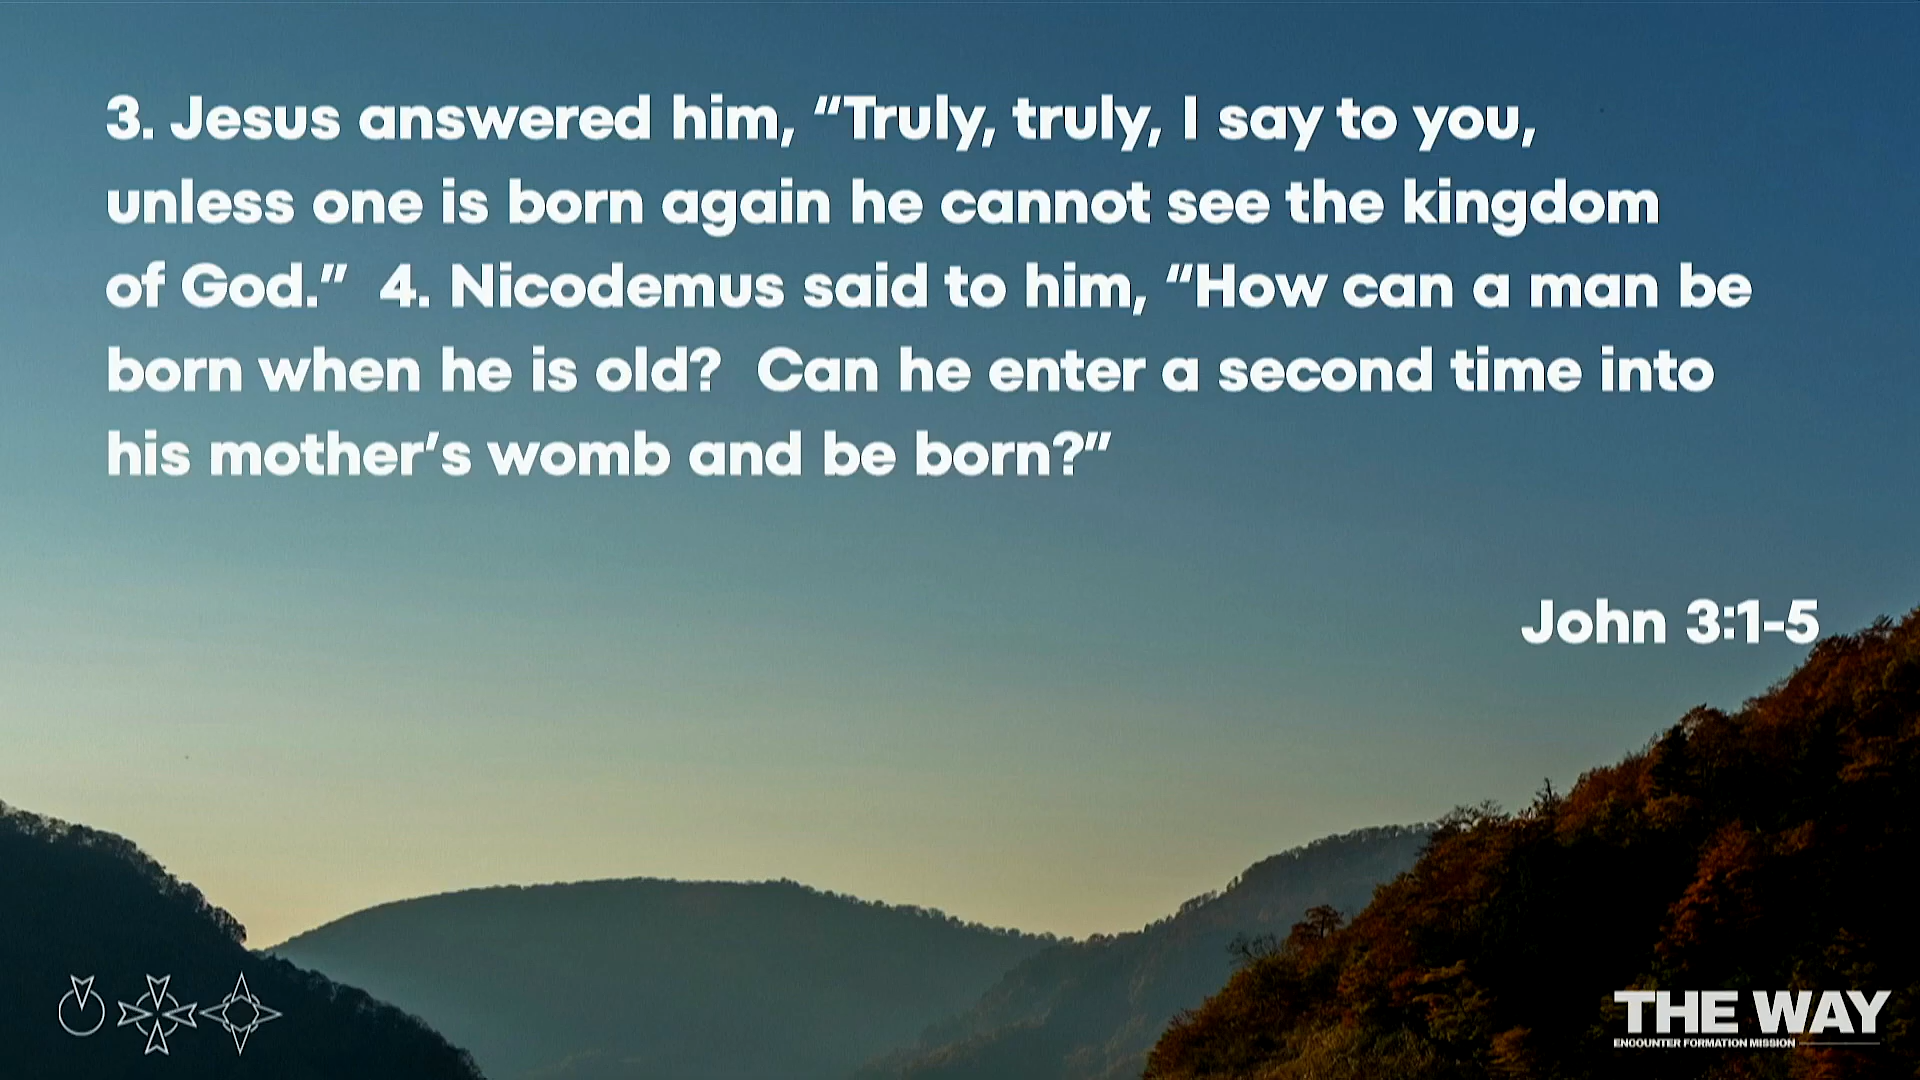 3. Jesus answered him, “Truly, truly, I say to you,
unless one is born again he cannot see the kingdom
of God.”  4. Nicodemus said to him, “How can a man be
born when he is old?  Can he enter a second time into
his mother’s womb and be born?”
John 3:1-5
THE WAY
ENCOUNTER FORMATION MISSION